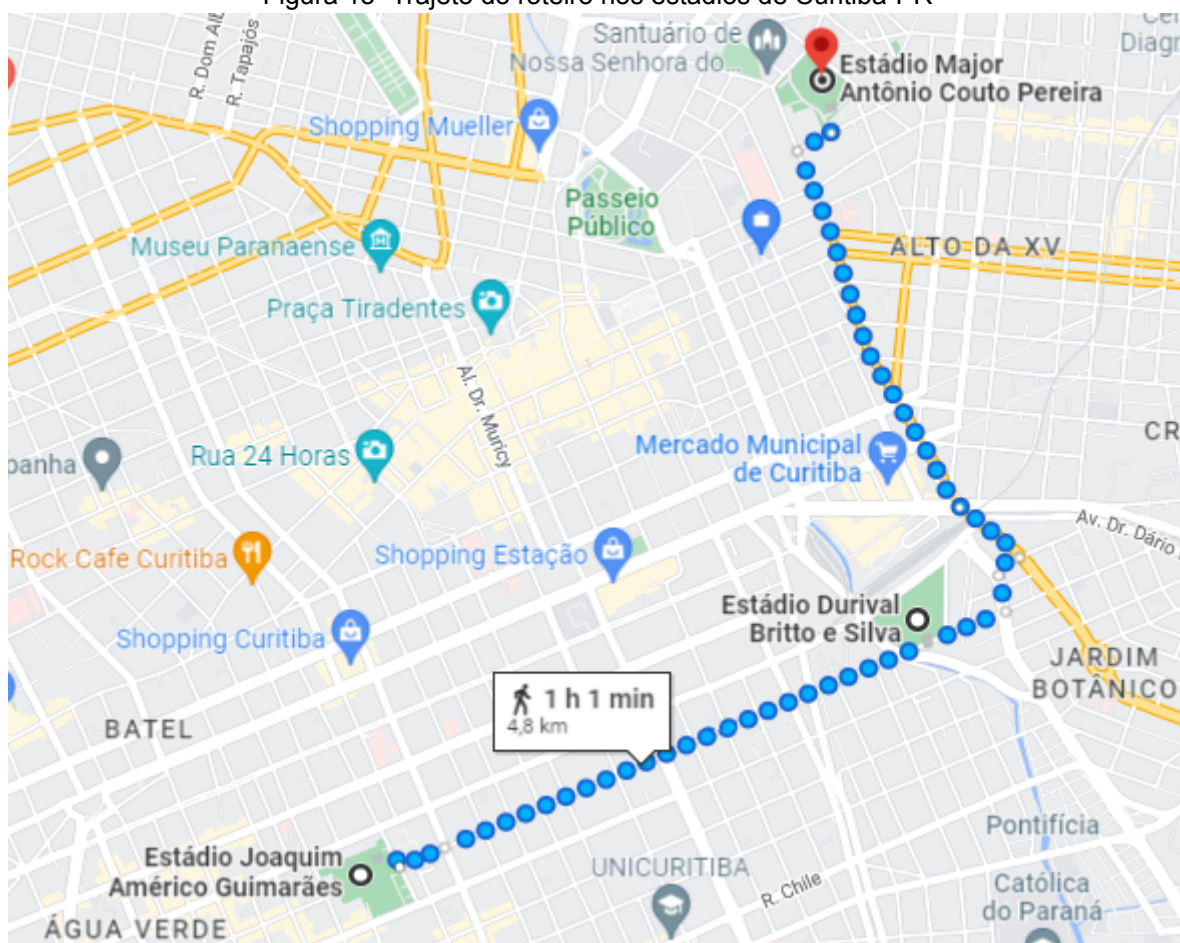 Santuário de
Nossa Senhora do...
Estádio Major
Antônio Couto Pereira
R. Tapajós
Shopping Mueller
Passeio
Público
ALTO DA XV
Museu Paranaense
Praça Tiradentes
Al. Dr. Muricy
Mercado Municipal
de Curitiba
CR
panha
Rua 24 Horas
Av. Dr. Dário
Rock Cafe Curitiba
Shopping Estação
Estádio Durival
Britto e Silva
Shopping Curitiba
JARDIM
BOTÂNICO
1 h 1 min
4,8 km
BATEL
Estádio Joaquim
Américo Guimarães
UNICURITIBA
R. Chile
Pontifícia
Católica
do Paraná
ÁGUA VERDE